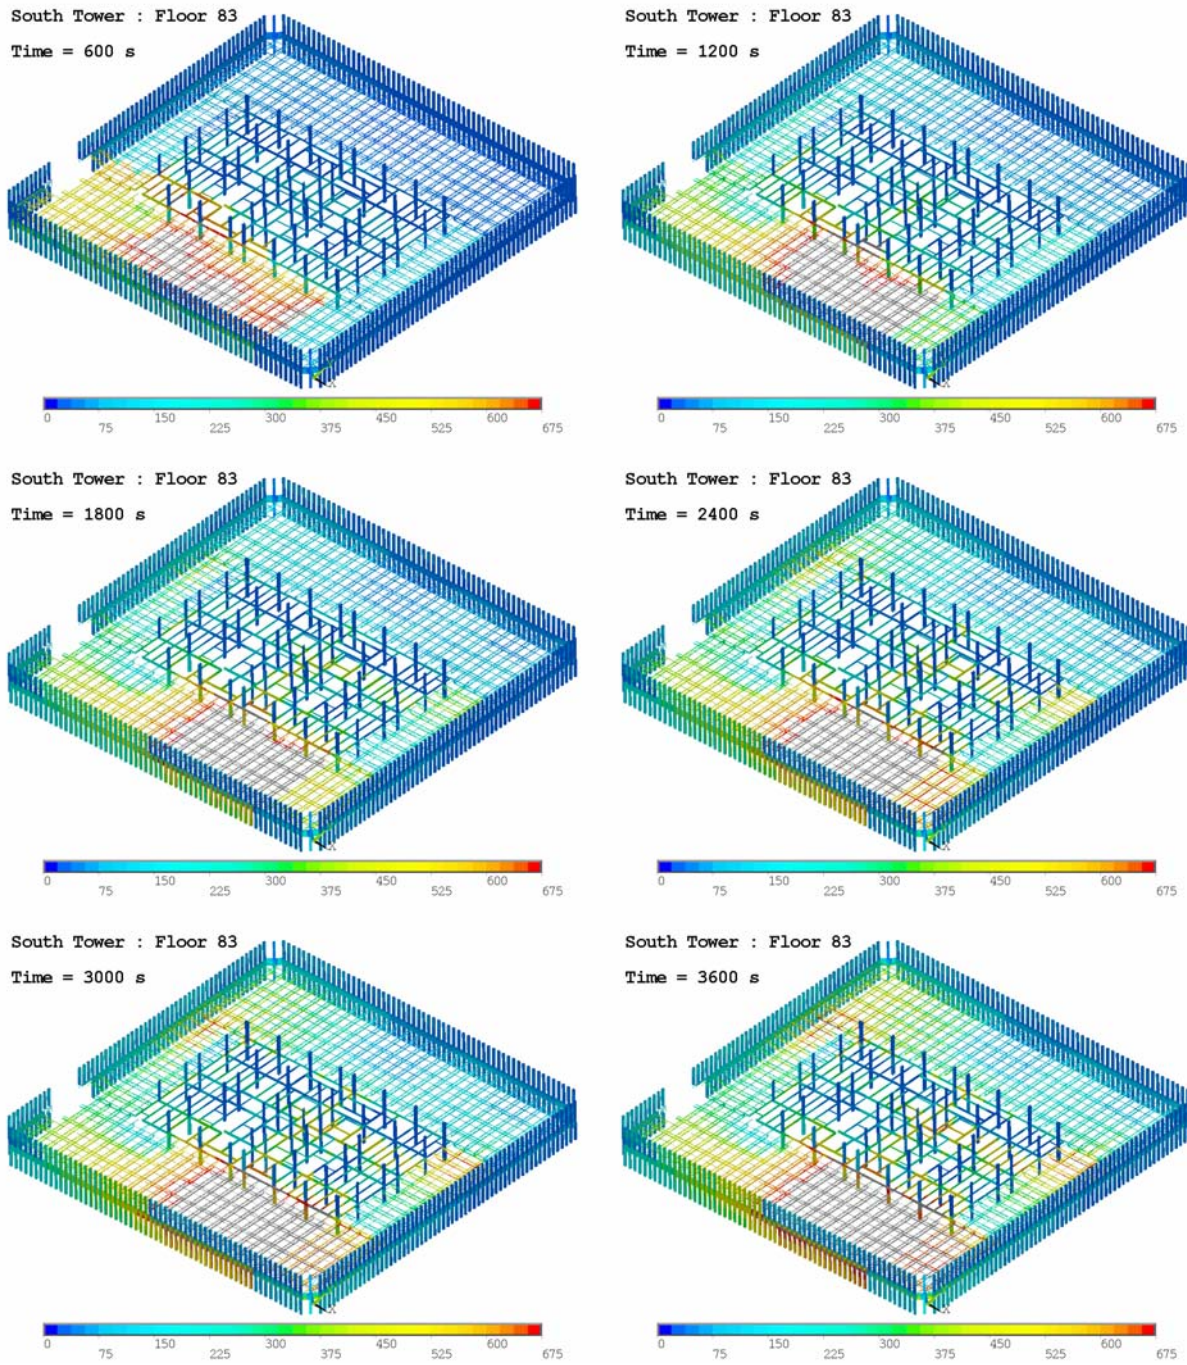 South Tower : Floor 83
Time = 600 s
X
0 75 150 225 300 375 450 525 600 675
South Tower : Floor 83
Time = 1200 s
X
0 75 150 225 300 375 450 525 600 675
South Tower : Floor 83
Time = 1800 s
X
0 75 150 225 300 375 450 525 600 675
South Tower : Floor 83
Time = 2400 s
X
0 75 150 225 300 375 450 525 600 675
South Tower : Floor 83
Time = 3000 s
X
0 75 150 225 300 375 450 525 600 675
South Tower : Floor 83
Time = 3600 s
X
0 75 150 225 300 375 450 525 600 675